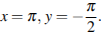 x = π, y = −π/2.